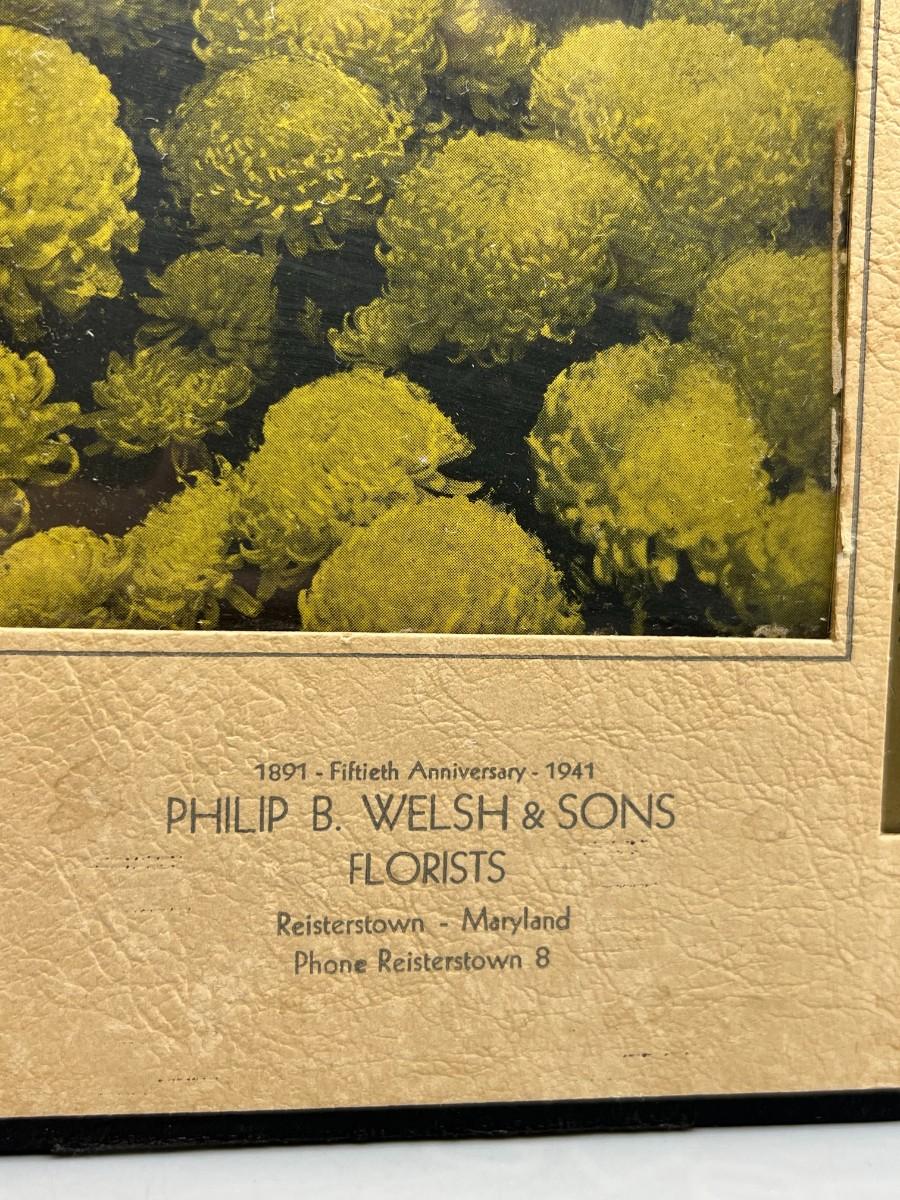 1891 - Fiftieth Anniversary - 1941
PHILIP B. WELSH & SONS
FLORISTS
Reisterstown - Maryland
Phone Reisterstown 8